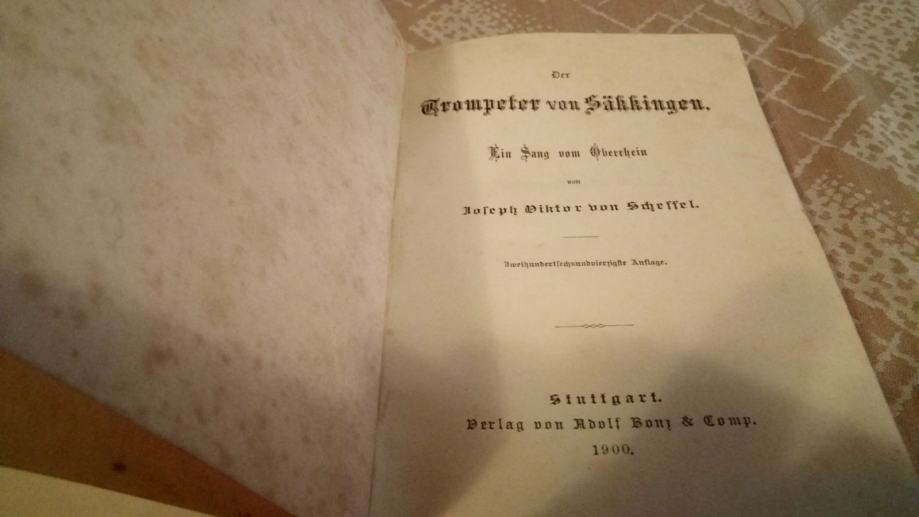 Der
Trompeter von Säkkingen.
Ein Sang vom Oberrhein
von
Joseph Viktor von Scheffel.
Zweihundertsechsundvierzigste Auflage.
Stuttgart.
Verlag von Adolf Bonz & Comp.
1900.